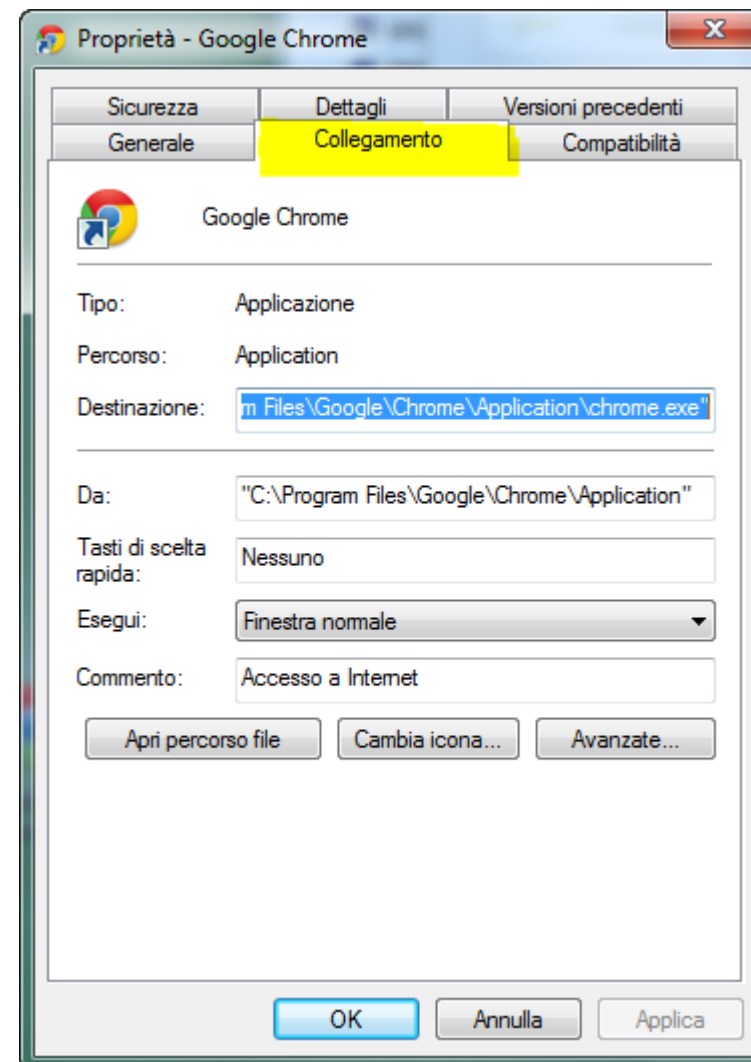 Proprietà - Google Chrome
Sicurezza Dettagli Versioni precedenti
Generale Collegamento Compatibilità
Google Chrome
Tipo: Applicazione
Percorso: Application
Destinazione: m Files\Google\Chrome\Application\chrome.exe"
Da: "C:\Program Files\Google\Chrome\Application"
Tasti di scelta
rapida: Nessuno
Esegui: Finestra normale
Commento: Accesso a Internet
Apri percorso file Cambia icona... Avanzate...
OK Annulla Applica